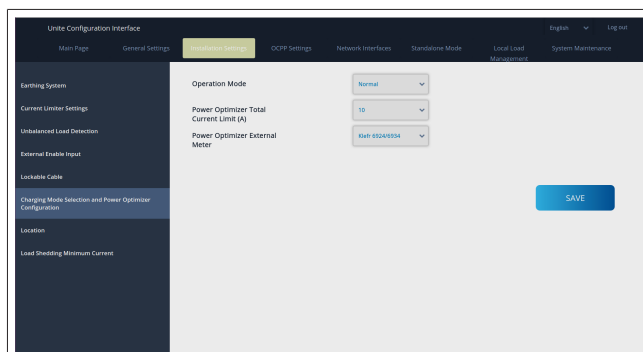 Unite Configuration Interface
English
Log out
Main Page
General Settings
Installation Settings
OCPP Settings
Network Interfaces
Standalone Mode
Local Load
Management
System Maintenance
Earthing System
Current Limiter Settings
Unbalanced Load Detection
External Enable Input
Lockable Cable
Charging Mode Selection and Power Optimizer
Configuration
Location
Load Shedding Minimum Current
Operation Mode
Normal
Power Optimizer Total
Current Limit (A)
10
Power Optimizer External
Meter
Klefr 6924/6934
SAVE